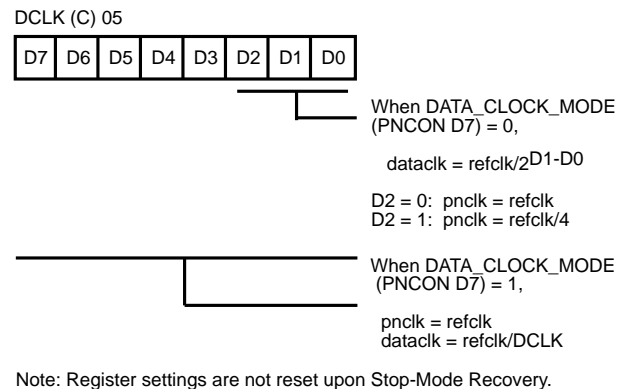 DCLK (C) 05
D7 D6 D5 D4 D3 D2 D1 D0
When DATA_CLOCK_MODE
(PNCON D7) = 0,
dataclk = refclk/2D1-D0
D2 = 0: pnclk = refclk
D2 = 1: pnclk = refclk/4
When DATA_CLOCK_MODE
(PNCON D7) = 1,
pnclk = refclk
dataclk = refclk/DCLK
Note: Register settings are not reset upon Stop-Mode Recovery.